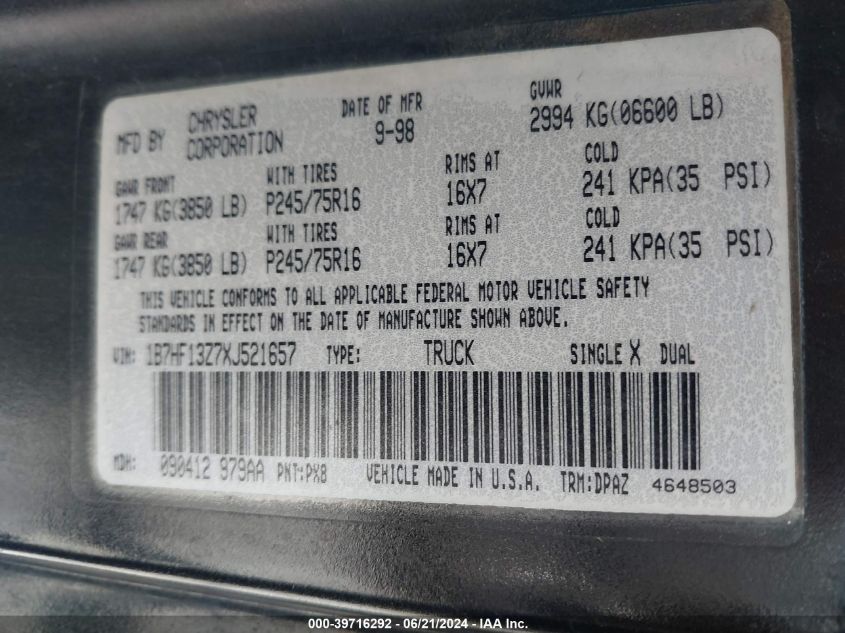 MFD BY CHRYSLER CORPORATION DATE OF MFR 9-98 GVWR 2994 KG(06600 LB)
GAWR FRONT WITH TIRES RIMS AT COLD
1747 KG(3850 LB) P245/75R16 16X7 241 KPA(35 PSI)
GAWR REAR WITH TIRES RIMS AT COLD
1747 KG(3850 LB) P245/75R16 16X7 241 KPA(35 PSI)
THIS VEHICLE CONFORMS TO ALL APPLICABLE FEDERAL MOTOR VEHICLE SAFETY
STANDARDS IN EFFECT ON THE DATE OF MANUFACTURE SHOWN ABOVE.
VIN: 1B7HF13Z7XJ521657 TYPE: TRUCK SINGLE X DUAL
MDH: 090412 979AA PNT:PX8 VEHICLE MADE IN U.S.A. TRM:DPAZ 4648503
000-39716292 - 06/21/2024 - IAA Inc.